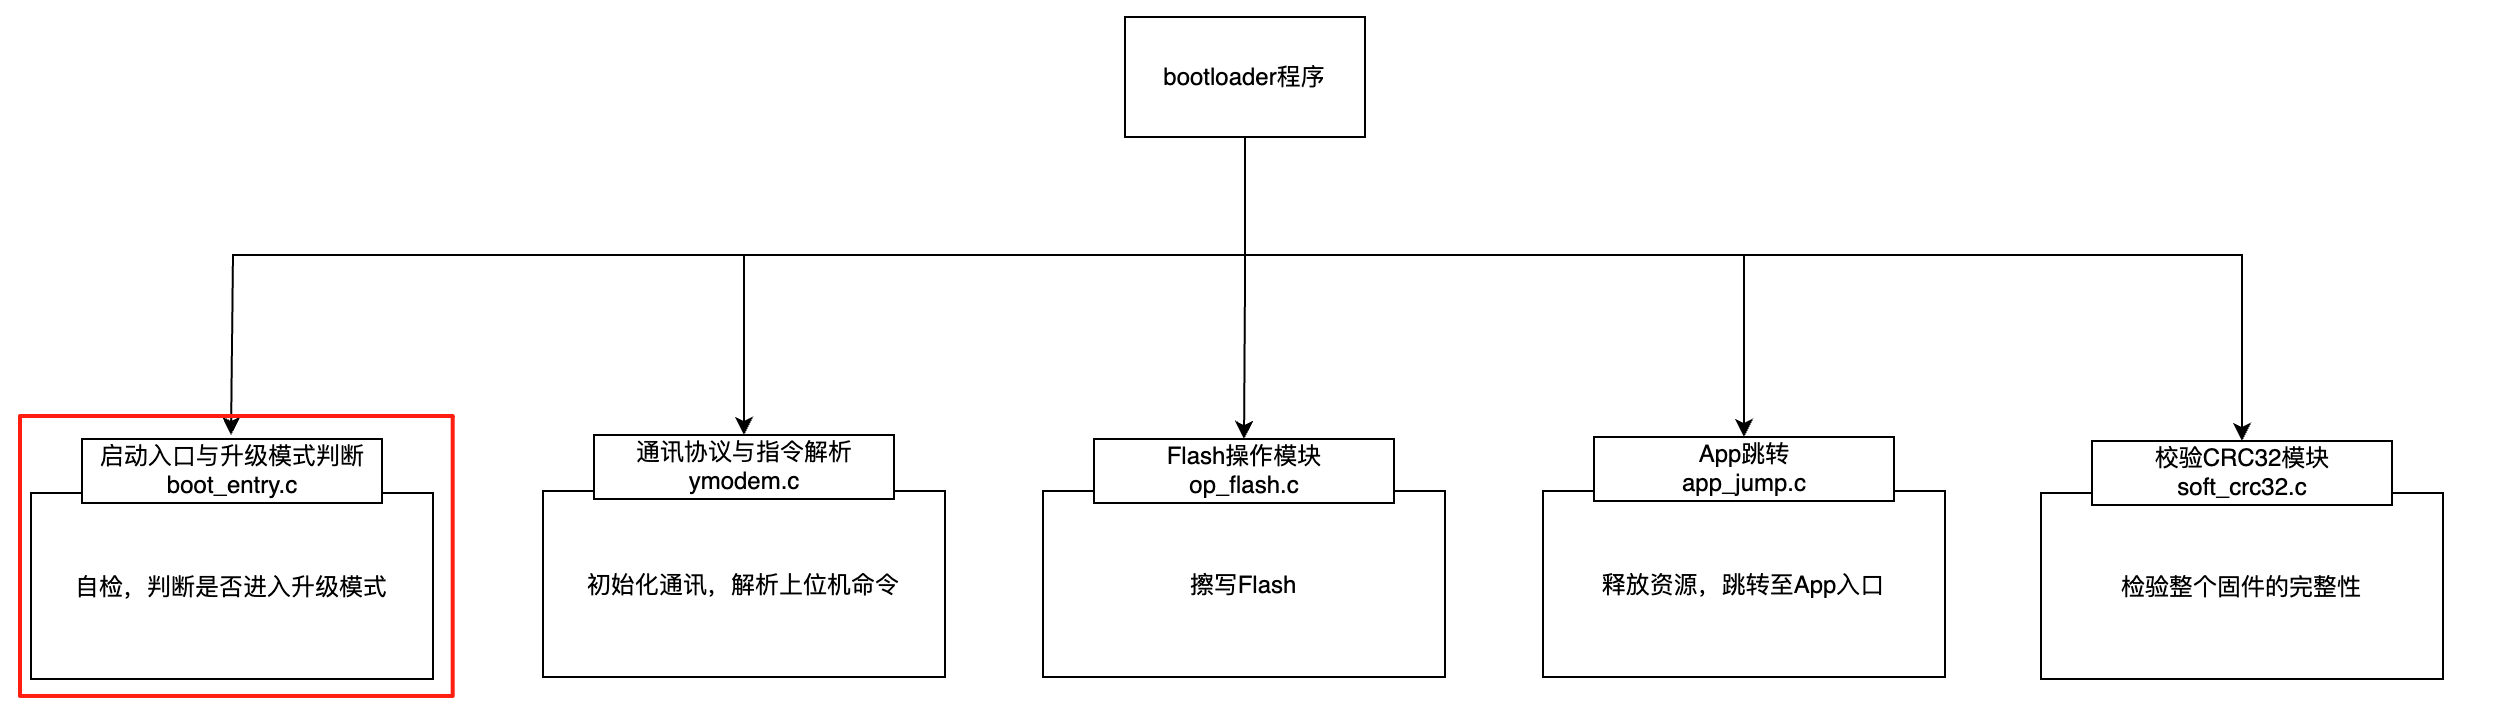 bootloader程序
启动入口与升级模式判断
boot_entry.c
自检，判断是否进入升级模式
通讯协议与指令解析
ymodem.c
初始化通讯，解析上位机命令
Flash操作模块
op_flash.c
擦写Flash
App跳转
app_jump.c
释放资源，跳转至App入口
校验CRC32模块
soft_crc32.c
检验整个固件的完整性